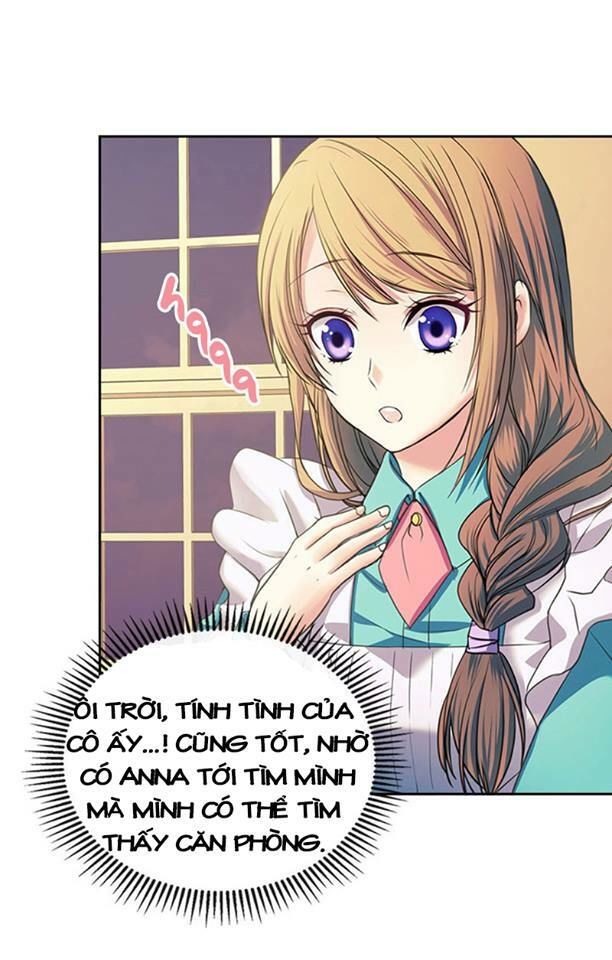 haaaa
ÔI TRỜI, TÍNH TÌNH CỦA
CÔ ẤY...! CŨNG TỐT, NHỜ
CÓ ANNA TỚI TÌM MÌNH
MÀ MÌNH CÓ THỂ TÌM
THẤY CĂN PHÒNG.